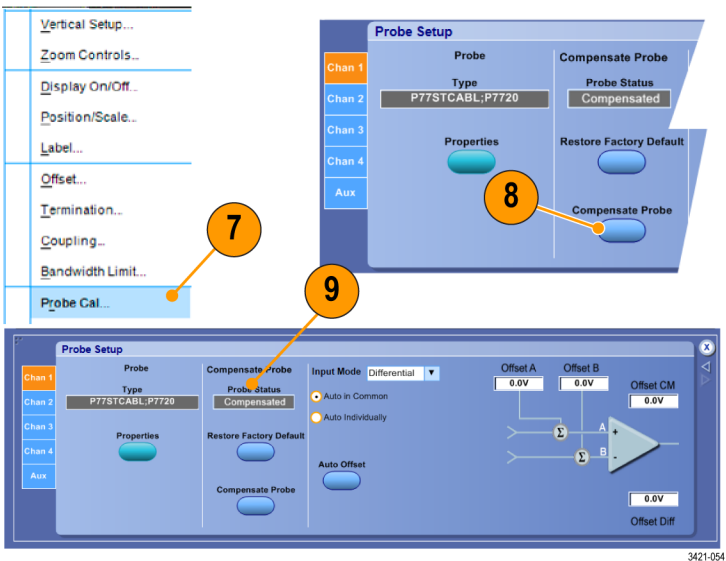 Vertical Setup...
Zoom Controls..
Display On/Off...
Position/Scale...
Label...
Offset...
Termination...
Coupling...
Bandwidth Limit...
Probe Cal...
7
Probe Setup
Chan 1
Chan 2
Chan 3
Chan 4
Aux
Probe
Type
P77STCABL;P7720
Properties
Compensate Probe
Probe Status
Compensated
Restore Factory Default
Compensate Probe
8
9
Probe Setup
x
Chan 1
Chan 2
Chan 3
Chan 4
Aux
Probe
Type
P77STCABL;P7720
Properties
Compensate Probe
Probe Status
Compensated
Restore Factory Default
Compensate Probe
Input Mode Differential
Auto in Common
Auto Individually
Auto Offset
Offset A
0.0V
Offset B
0.0V
Offset CM
0.0V
Σ
A +
Σ
B -
0.0V
Offset Diff
3421-054